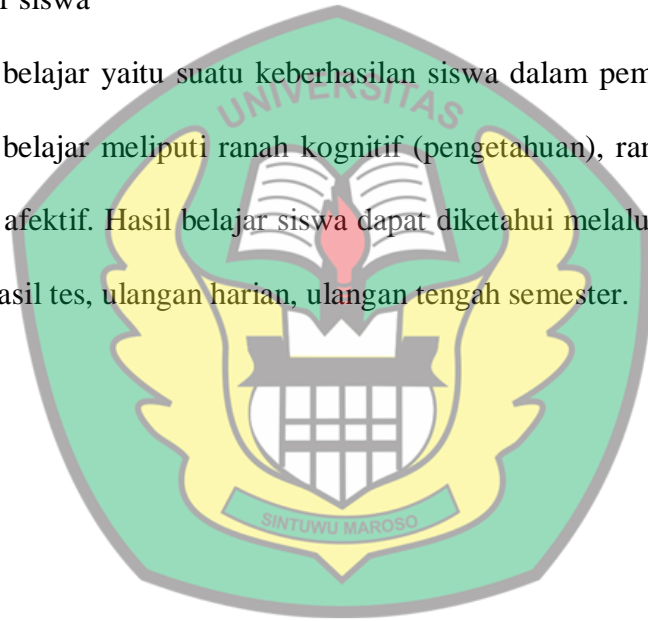 siswa
belajar yaitu suatu keberhasilan siswa dalam pem
belajar meliputi ranah kognitif (pengetahuan), ran
afektif. Hasil belajar siswa dapat diketahui melalu
asil tes, ulangan harian, ulangan tengah semester.
UNIVERSITAS
SINTUWU MAROSO